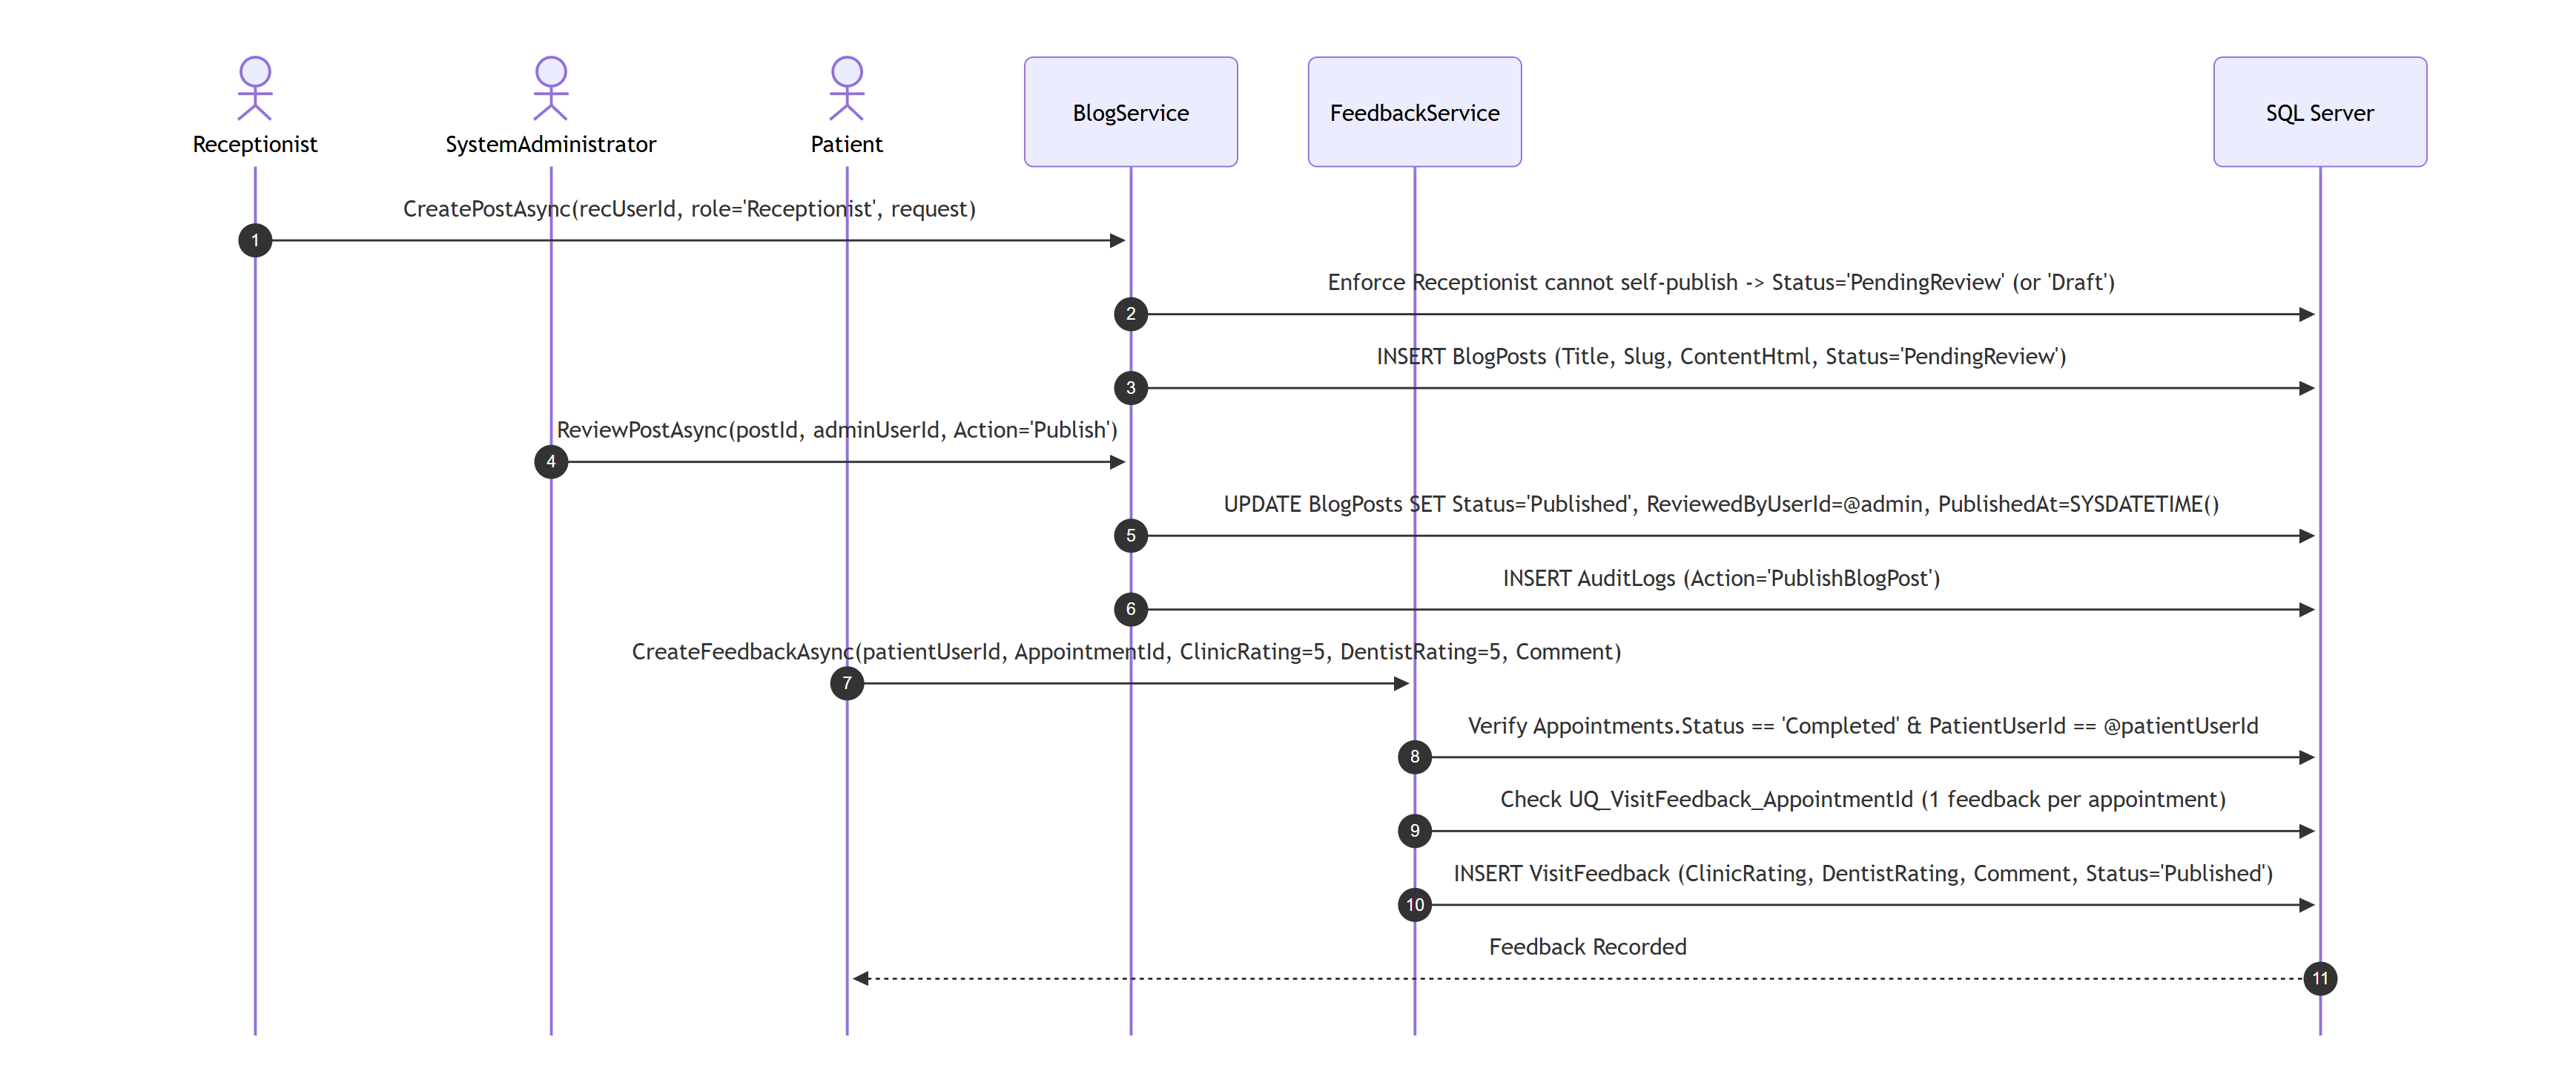 Receptionist
SystemAdministrator
Patient
BlogService
FeedbackService
SQL Server
CreatePostAsync(recUserId, role='Receptionist', request)
1
Enforce Receptionist cannot self-publish -> Status='PendingReview' (or 'Draft')
2
INSERT BlogPosts (Title, Slug, ContentHtml, Status='PendingReview')
3
ReviewPostAsync(postId, adminUserId, Action='Publish')
4
UPDATE BlogPosts SET Status='Published', ReviewedByUserId=@admin, PublishedAt=SYSDATETIME()
5
INSERT AuditLogs (Action='PublishBlogPost')
6
CreateFeedbackAsync(patientUserId, AppointmentId, ClinicRating=5, DentistRating=5, Comment)
7
Verify Appointments.Status == 'Completed' & PatientUserId == @patientUserId
8
Check UQ_VisitFeedback_AppointmentId (1 feedback per appointment)
9
INSERT VisitFeedback (ClinicRating, DentistRating, Comment, Status='Published')
10
Feedback Recorded
11